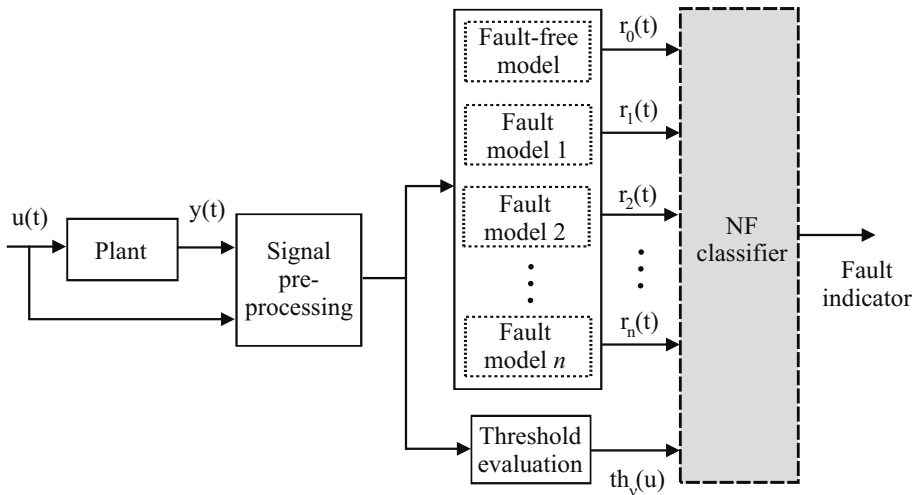 u(t)
Plant
y(t)
Signal
pre-
processing
Fault-free
model
Fault
model 1
Fault
model 2
Fault
model n
Threshold
evaluation
r₀(t)
r₁(t)
r₂(t)
rₙ(t)
thᵥ(u)
NF
classifier
Fault
indicator